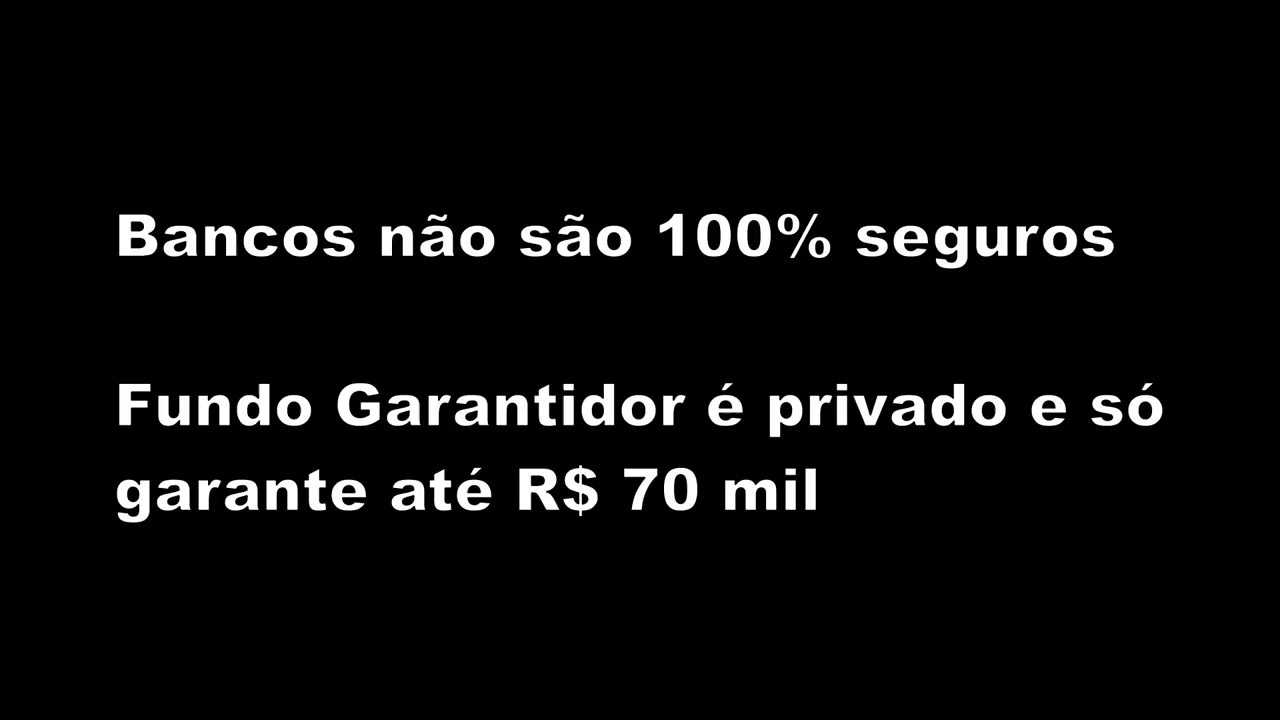 Bancos não são 100% seguros
Fundo Garantidor é privado e só
garante até R$ 70 mil